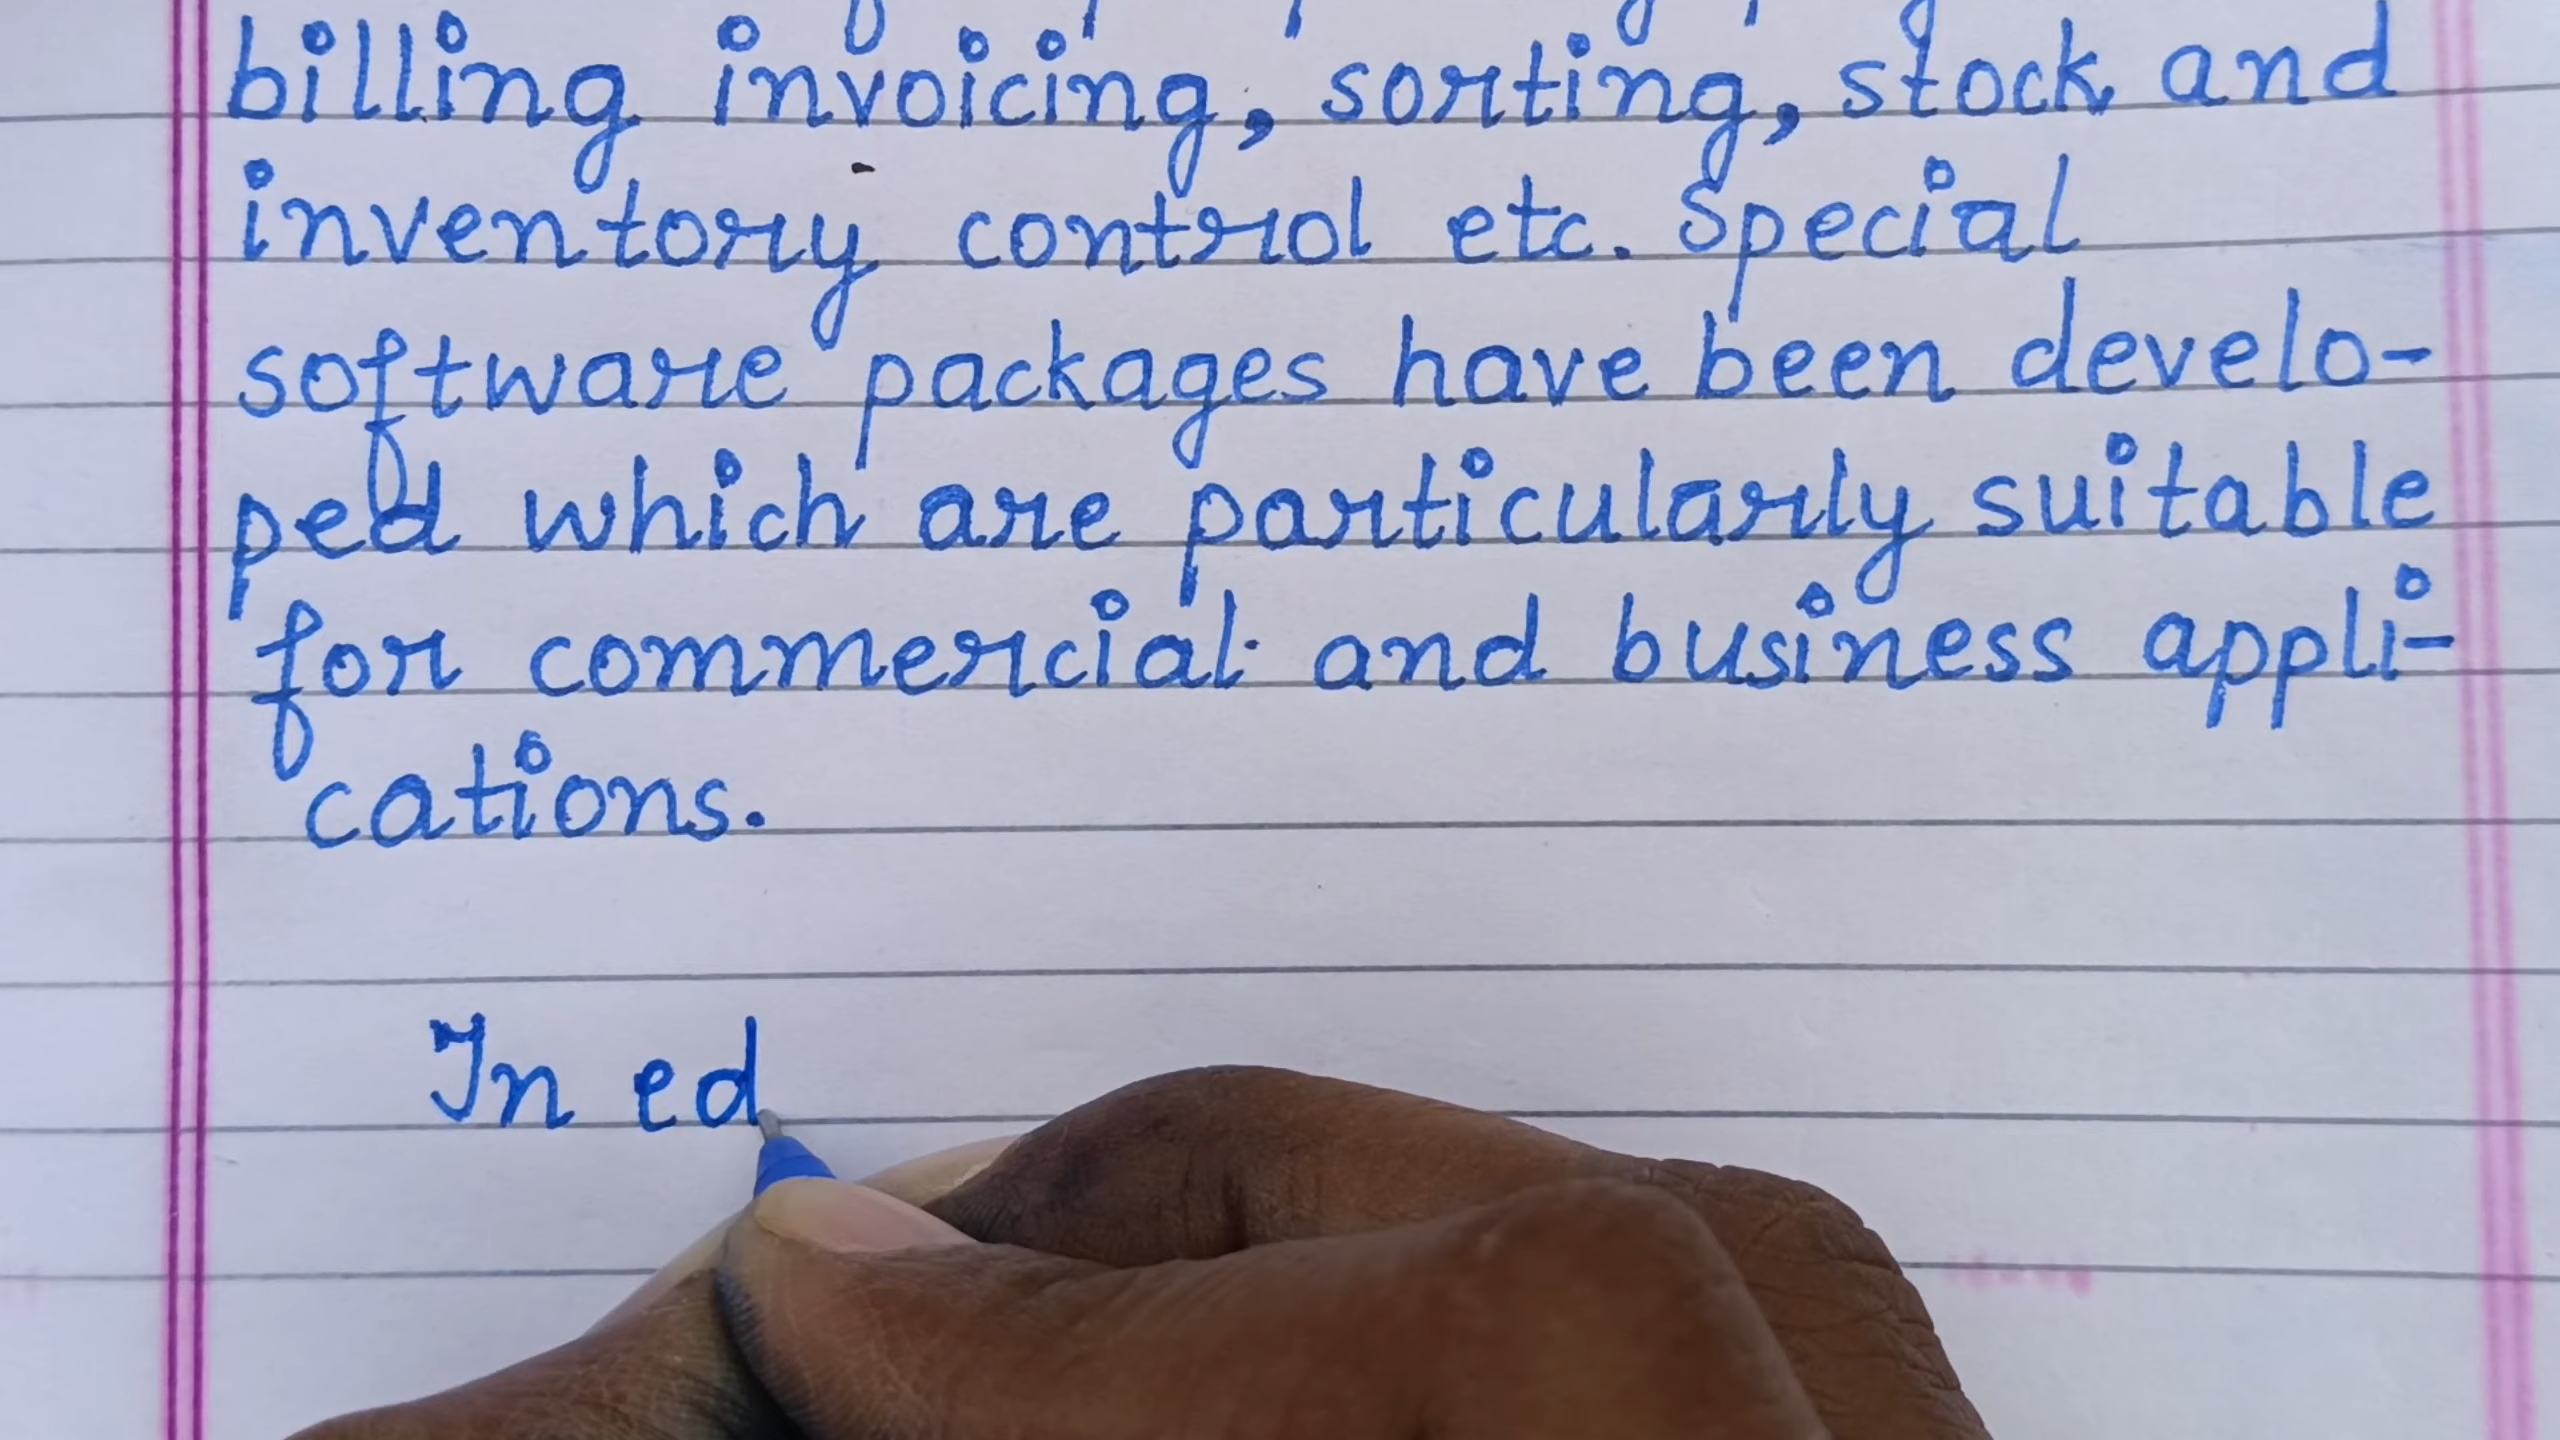 billing invoicing, sorting, stock and
inventory control etc. Special
software packages have been develo-
ped which are particularly suitable
for commercial and business appli-
cations.
In ed